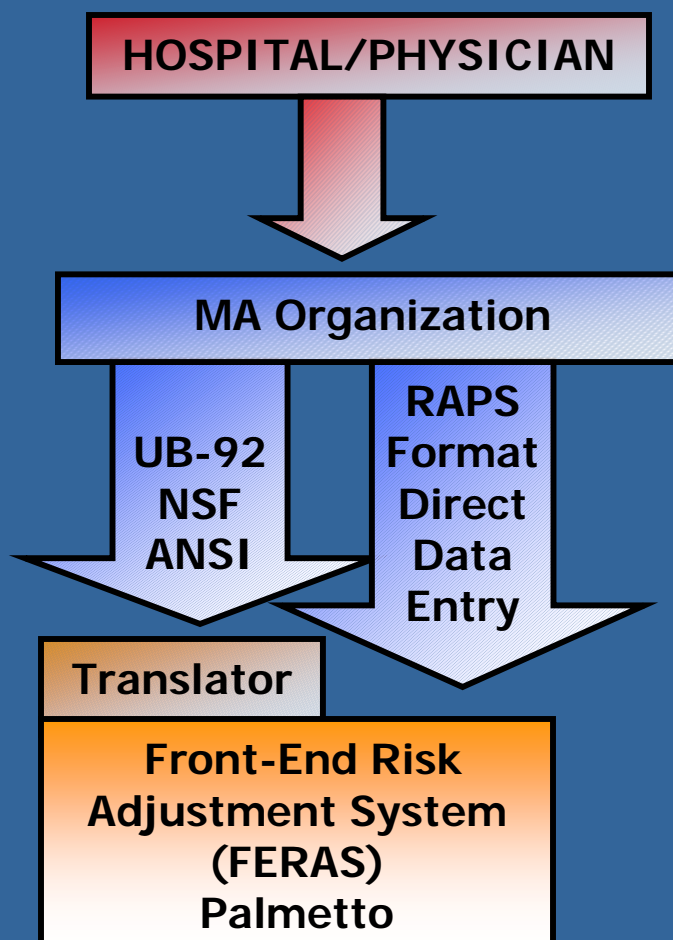 HOSPITAL/PHYSICIAN
MA Organization
UB-92
NSF
ANSI
RAPS
Format
Direct
Data
Entry
Translator
Front-End Risk
Adjustment System
(FERAS)
Palmetto